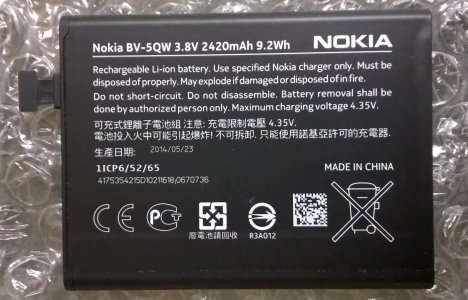 Nokia BV-5QW 3.8V 2420mAh 9.2Wh NOKIA
Rechargeable Li-ion battery. Use specified Nokia charger only. Must be
disposed of properly. May explode if damaged or disposed of in fire.
Do not short-circuit. Do not disassemble. Battery removal shall be
done by authorized person only. Maximum charging voltage 4.35V.
可充式鋰離子電池組 注意: 充電限制電壓 4.35V.
電池投入火中可能引起爆炸! 不可拆卸. 只能使用諾基亞許可的充電器.
生產日期: 2014/05/23
1ICP6/52/65
4175354215D10211618,0670736
MADE IN CHINA
廢電池請回收
R3A012